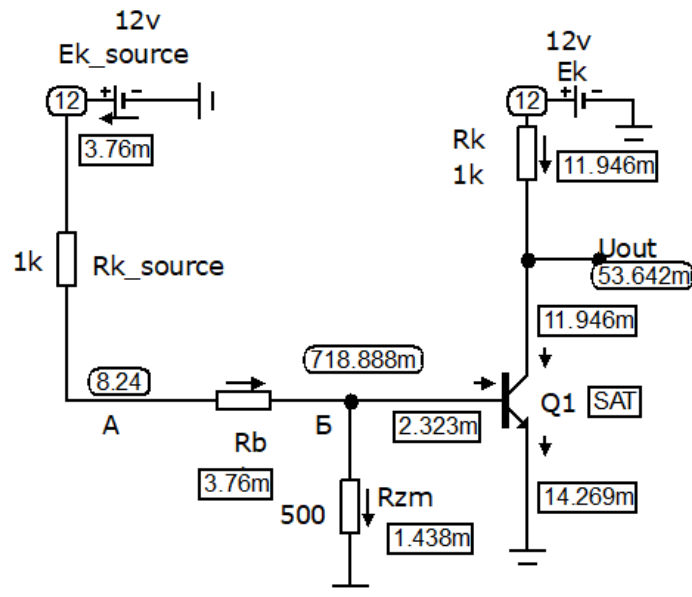 12v
Ek_source
12
+
-
3.76m
1k
Rk_source
8.24
А
Rb
3.76m
718.888m
Б
2.323m
500
Rzm
1.438m
12v
Ek
12
+
-
Rk
1k
11.946m
Uout
53.642m
11.946m
Q1
SAT
14.269m